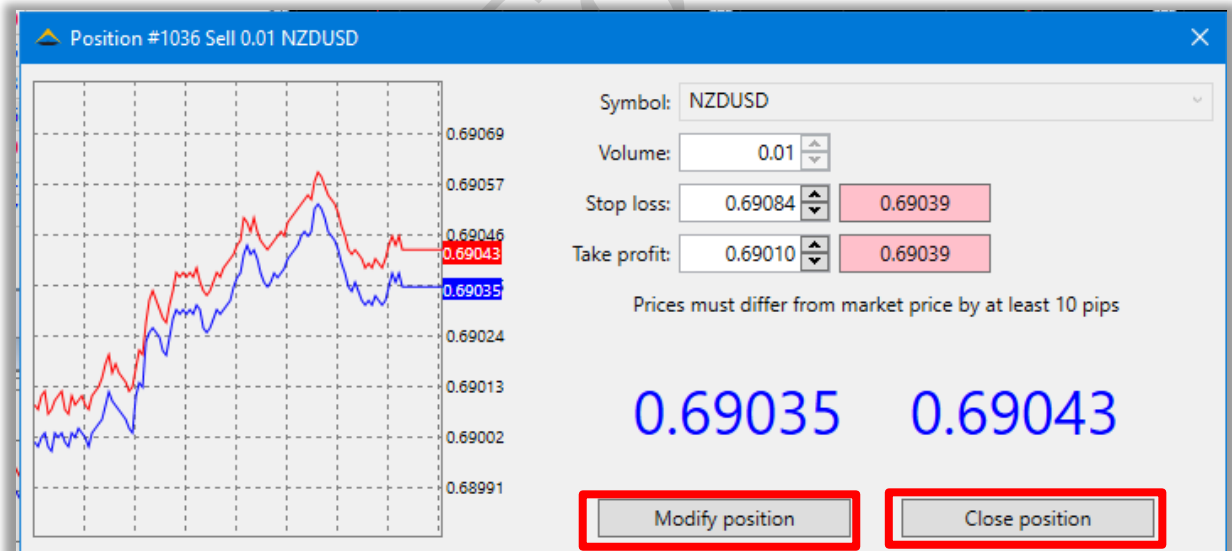 Position #1036 Sell 0.01 NZDUSD
0.69069
0.69057
0.69046
0.69043
0.69035
0.69024
0.69013
0.69002
0.68991
Symbol: NZDUSD
Volume: 0.01
Stop loss: 0.69084 0.69039
Take profit: 0.69010 0.69039
Prices must differ from market price by at least 10 pips
0.69035 0.69043
Modify position Close position